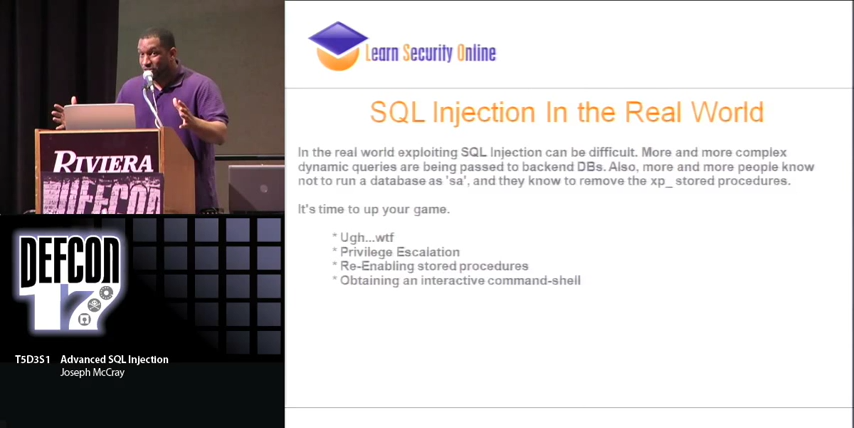 RIVIERA
DEFCON
DEFCON
17
T5D3S1 Advanced SQL Injection
Joseph McCray
Learn Security Online
SQL Injection In the Real World
In the real world exploiting SQL Injection can be difficult. More and more complex
dynamic queries are being passed to backend DBs. Also, more and more people know
not to run a database as 'sa', and they know to remove the xp_ stored procedures.
It's time to up your game.
* Ugh...wtf
* Privilege Escalation
* Re-Enabling stored procedures
* Obtaining an interactive command-shell